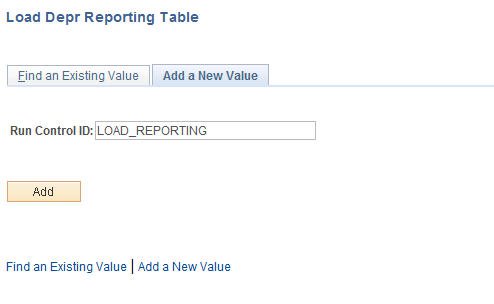 Load Depr Reporting Table
Find an Existing Value Add a New Value
Run Control ID: LOAD_REPORTING
Add
Find an Existing Value | Add a New Value